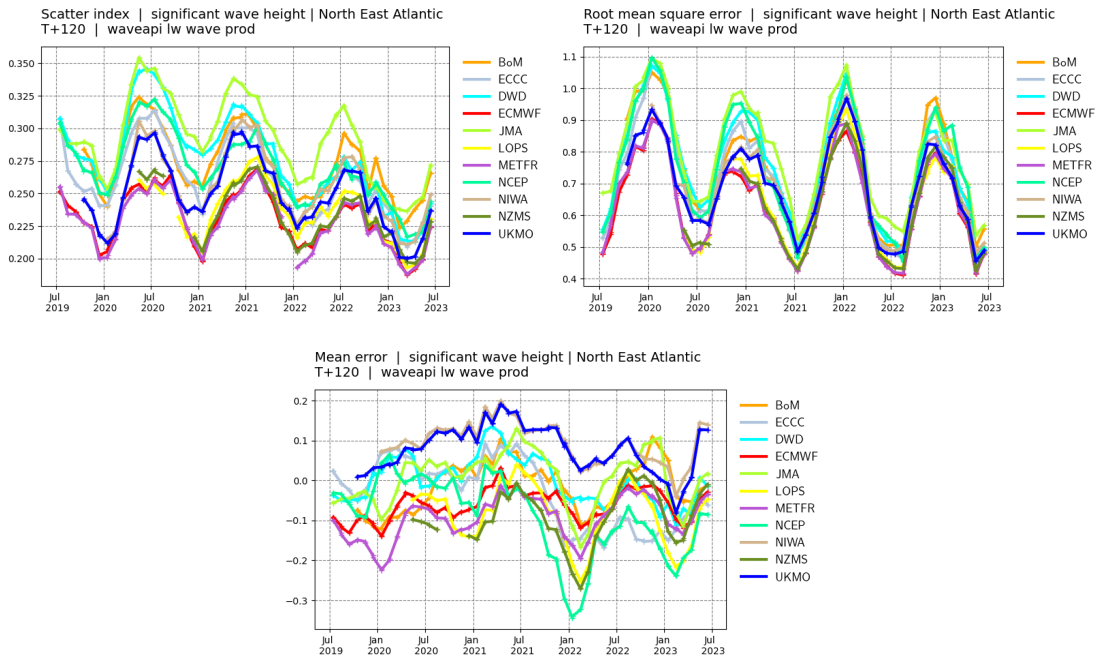 Scatter index | significant wave height | North East Atlantic
T+120 | waveapi lw wave prod
0.350
0.325
0.300
0.275
0.250
0.225
0.200
Jul 2019
Jan 2020
Jul 2020
Jan 2021
Jul 2021
Jan 2022
Jul 2022
Jan 2023
Jul 2023
BoM
ECCC
DWD
ECMWF
JMA
LOPS
METFR
NCEP
NIWA
NZMS
UKMO
Root mean square error | significant wave height | North East Atlantic
T+120 | waveapi lw wave prod
1.1
1.0
0.9
0.8
0.7
0.6
0.5
0.4
Jul 2019
Jan 2020
Jul 2020
Jan 2021
Jul 2021
Jan 2022
Jul 2022
Jan 2023
Jul 2023
BoM
ECCC
DWD
ECMWF
JMA
LOPS
METFR
NCEP
NIWA
NZMS
UKMO
Mean error | significant wave height | North East Atlantic
T+120 | waveapi lw wave prod
0.2
0.1
0.0
−0.1
−0.2
−0.3
Jul 2019
Jan 2020
Jul 2020
Jan 2021
Jul 2021
Jan 2022
Jul 2022
Jan 2023
Jul 2023
BoM
ECCC
DWD
ECMWF
JMA
LOPS
METFR
NCEP
NIWA
NZMS
UKMO